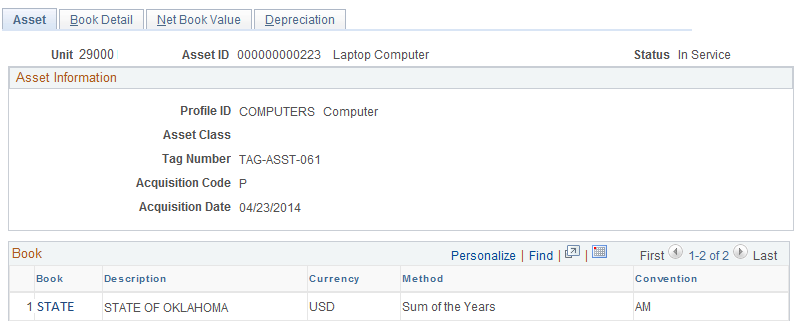 Asset Book Detail Net Book Value Depreciation
Unit 29000 Asset ID 000000000223 Laptop Computer Status In Service
Asset Information
Profile ID COMPUTERS Computer
Asset Class
Tag Number TAG-ASST-061
Acquisition Code P
Acquisition Date 04/23/2014
Book Personalize | Find | | First 1-2 of 2 Last
Book Description Currency Method Convention
1 STATE STATE OF OKLAHOMA USD Sum of the Years AM